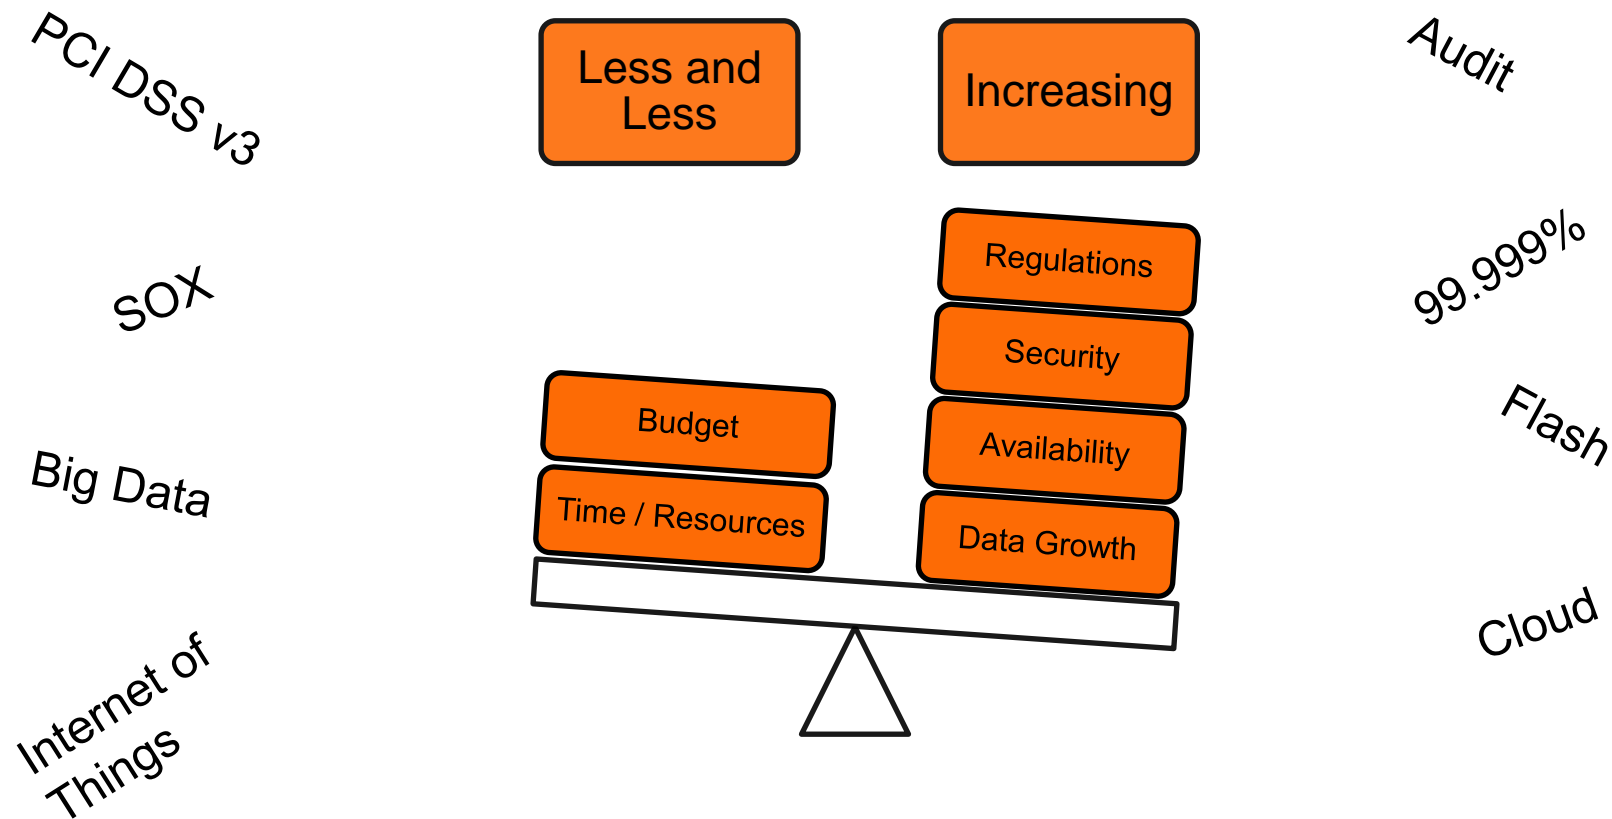 PCI DSS v3
Less and
Less
Increasing
Audit
SOX
Regulations
99.999%
Security
Budget
Availability
Flash
Big Data
Time / Resources
Data Growth
Cloud
Internet of
Things